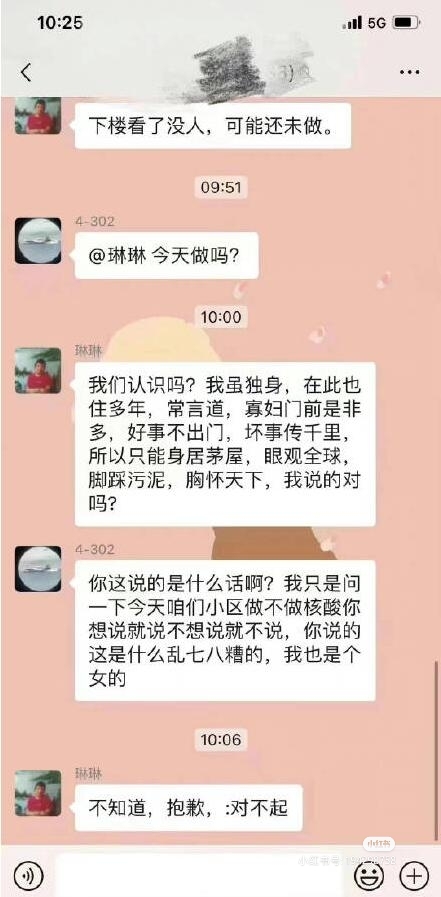 10:25
5G
下楼看了没人，可能还未做。
09:51
4-302
@琳琳 今天做吗？
10:00
琳琳
我们认识吗？我虽独身，在此也
住多年，常言道，寡妇门前是非
多，好事不出门，坏事传千里，
所以只能身居茅屋，眼观全球，
脚踩污泥，胸怀天下，我说的对
吗？
4-302
你这说的是什么话啊？我只是问
一下今天咱们小区做不做核酸你
想说就说不想说就不说，你说的
这是什么乱七八糟的，我也是个
女的
10:06
琳琳
不知道，抱歉，:对不起
小红书
小红书号